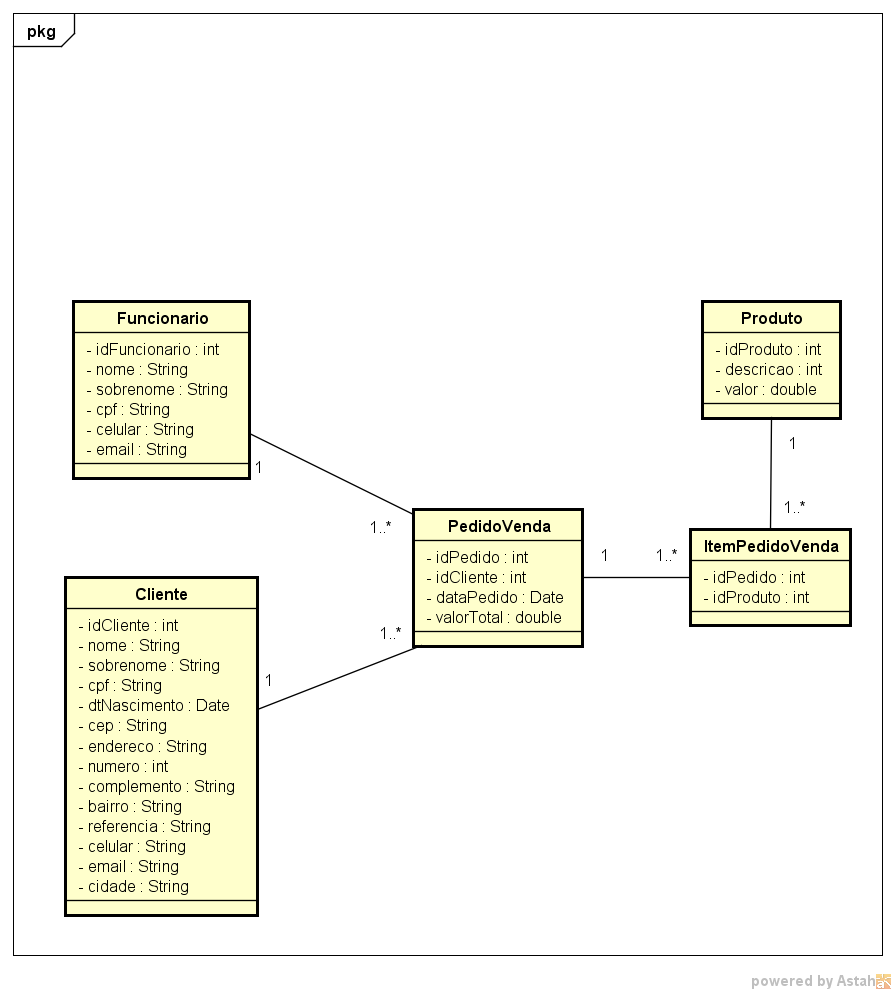 pkg
Funcionario
- idFuncionario : int
- nome : String
- sobrenome : String
- cpf : String
- celular : String
- email : String
1
1..*
Produto
- idProduto : int
- descricao : int
- valor : double
1
1..*
PedidoVenda
- idPedido : int
- idCliente : int
- dataPedido : Date
- valorTotal : double
1
1..*
ItemPedidoVenda
- idPedido : int
- idProduto : int
Cliente
- idCliente : int
- nome : String
- sobrenome : String
- cpf : String
- dtNascimento : Date
- cep : String
- endereco : String
- numero : int
- complemento : String
- bairro : String
- referencia : String
- celular : String
- email : String
- cidade : String
1
1..*
powered by Astah